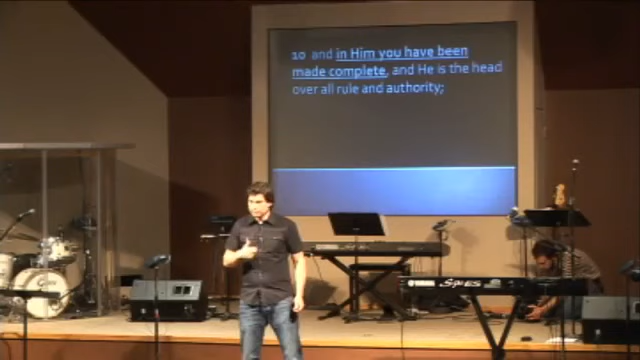 10 and in Him you have been
made complete, and He is the head
over all rule and authority;
YAMAHA